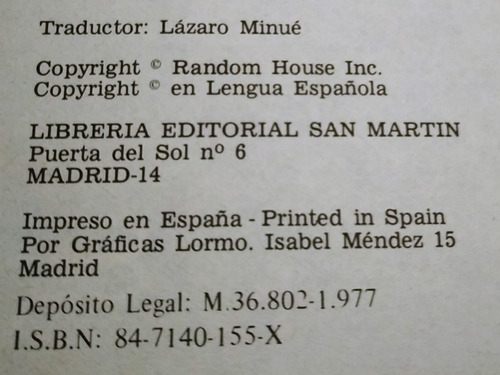 Traductor: Lázaro Minué
Copyright © Random House Inc.
Copyright © en Lengua Española
LIBRERIA EDITORIAL SAN MARTIN
Puerta del Sol nº 6
MADRID-14
Impreso en España - Printed in Spain
Por Gráficas Lormo. Isabel Méndez 15
Madrid
Depósito Legal: M.36.802-1.977
I.S.B.N: 84-7140-155-X